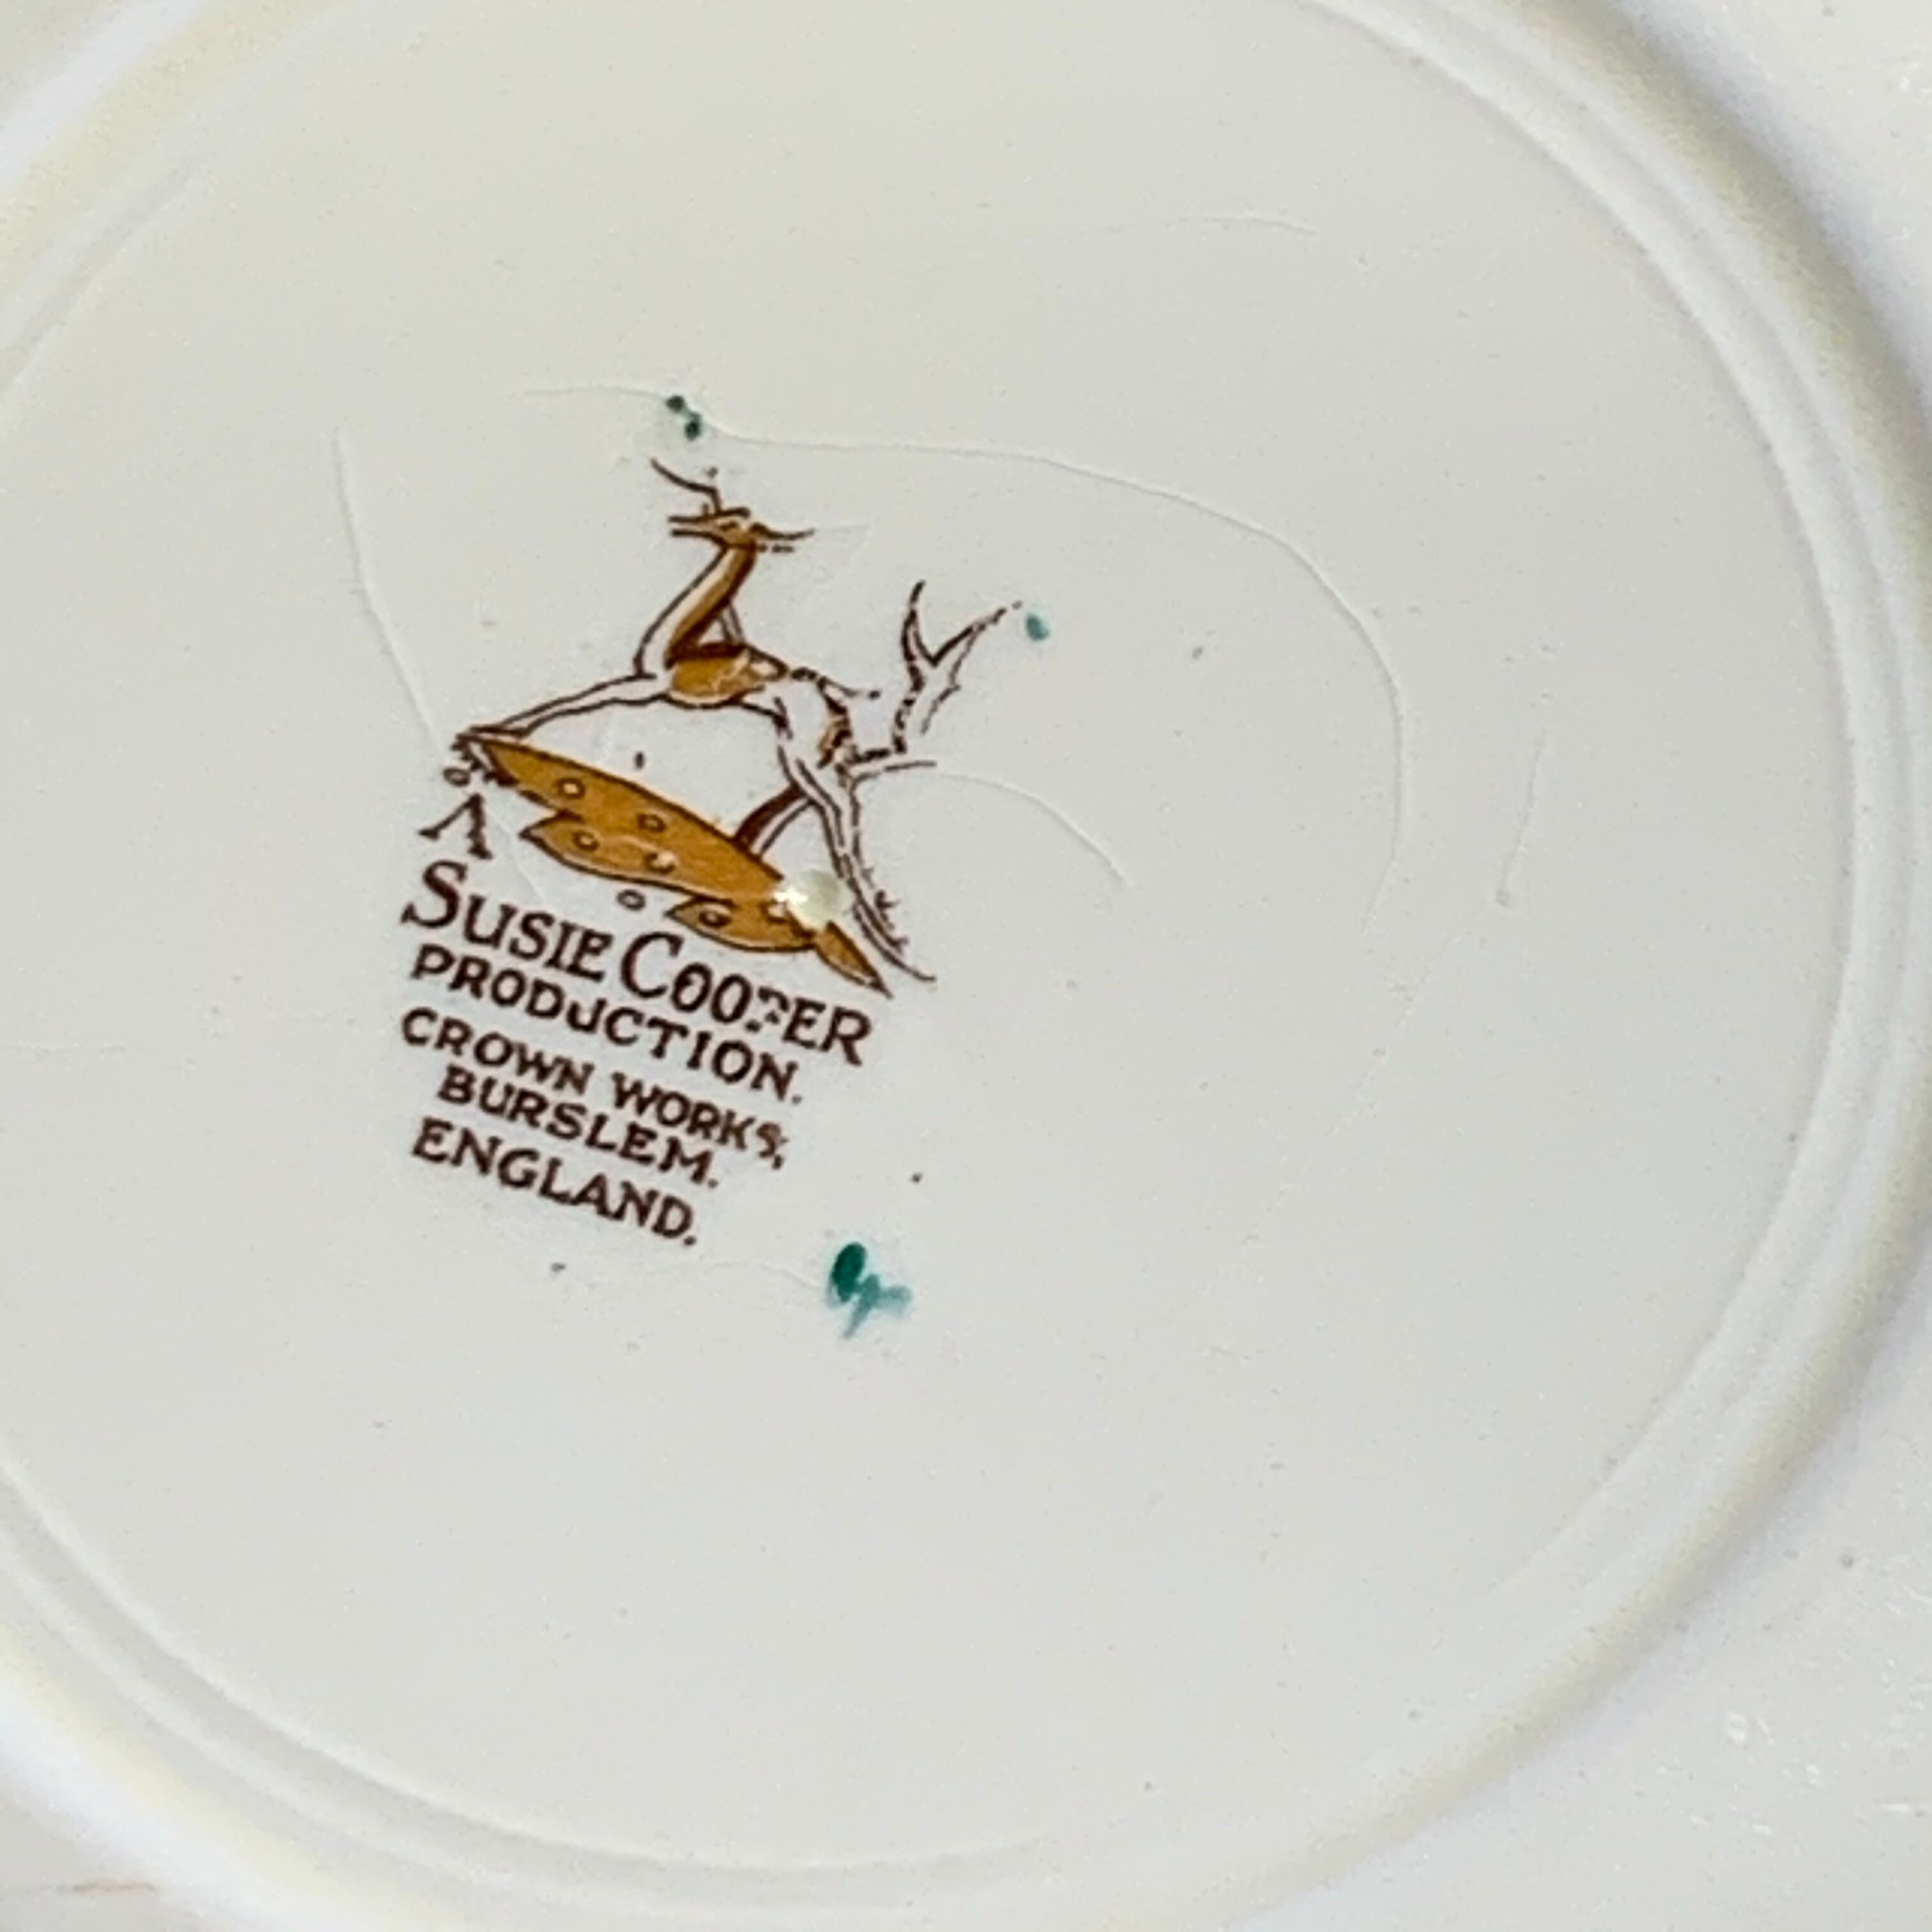 A
SUSIE COOPER
PRODUCTION.
CROWN WORKS,
BURSLEM.
ENGLAND.